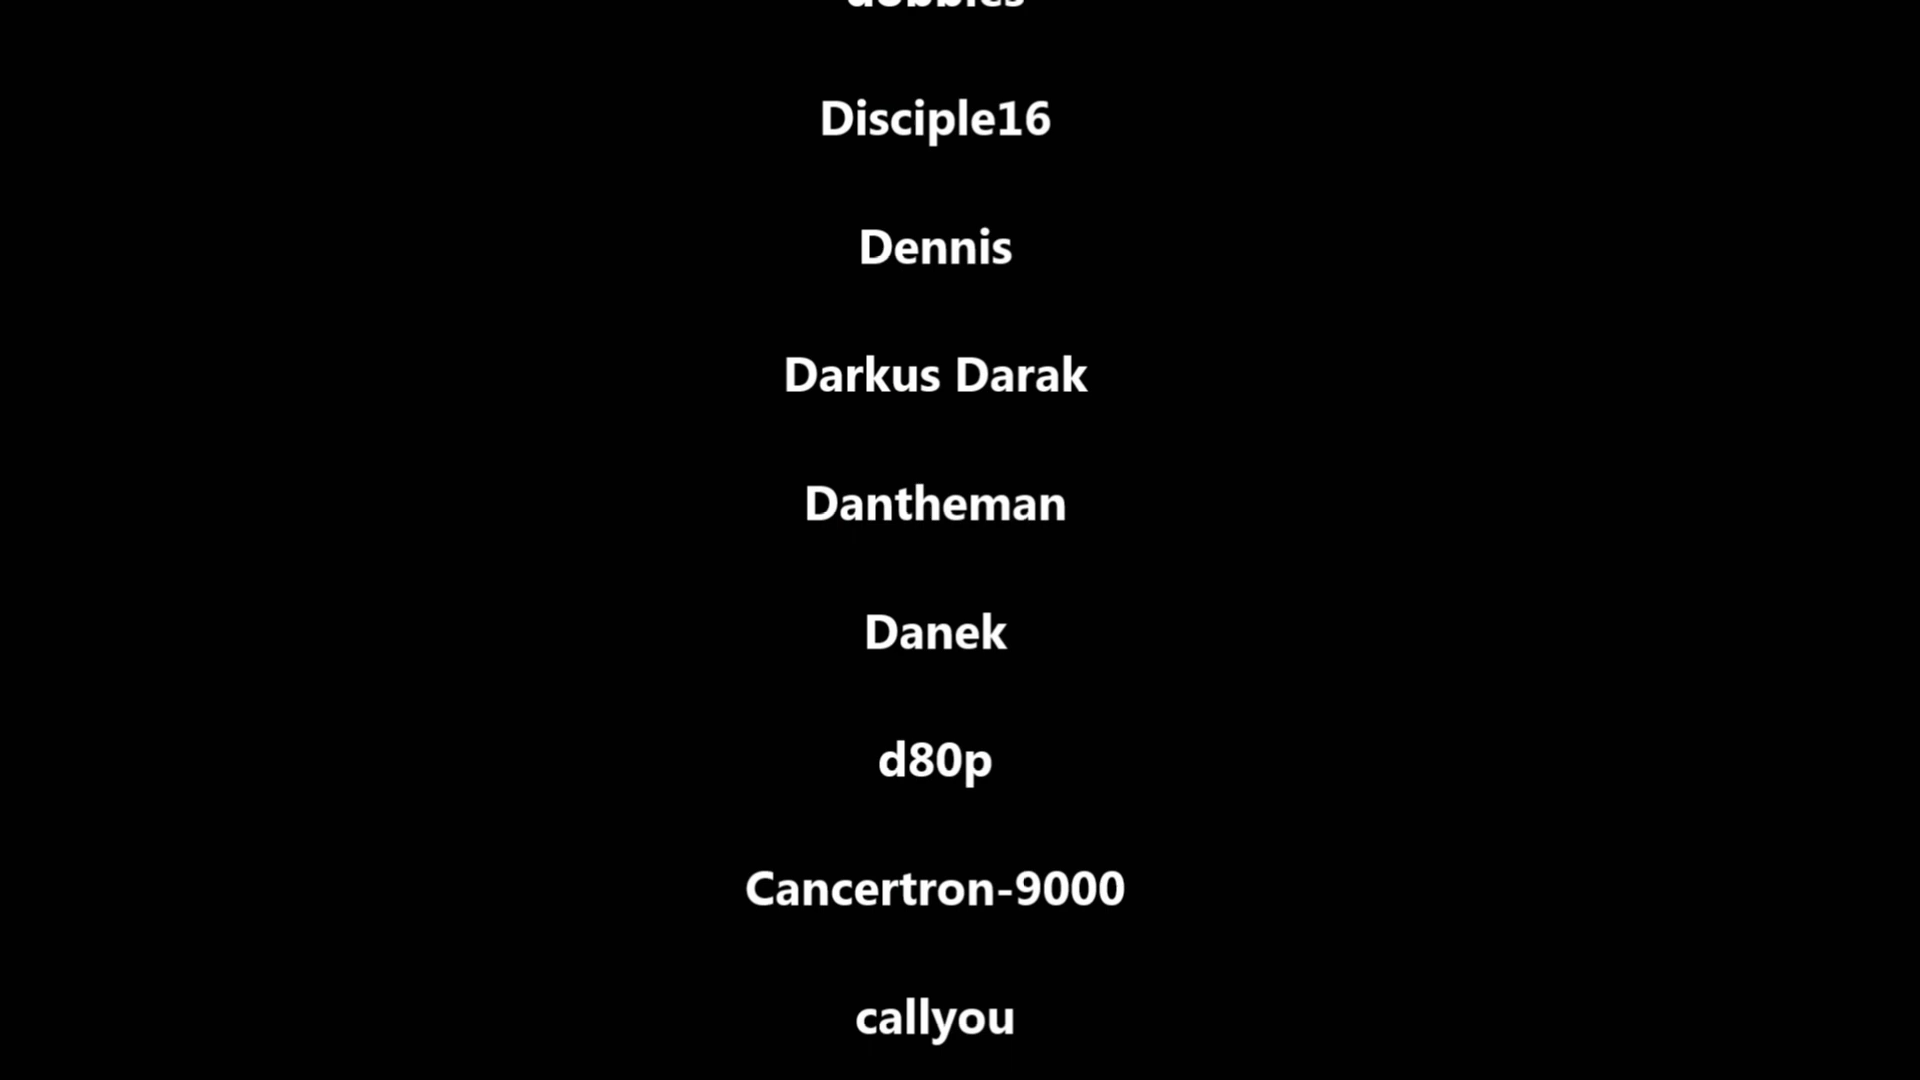 Disciple16
Dennis
Darkus Darak
Dantheman
Danek
d80p
Cancertron-9000
callyou